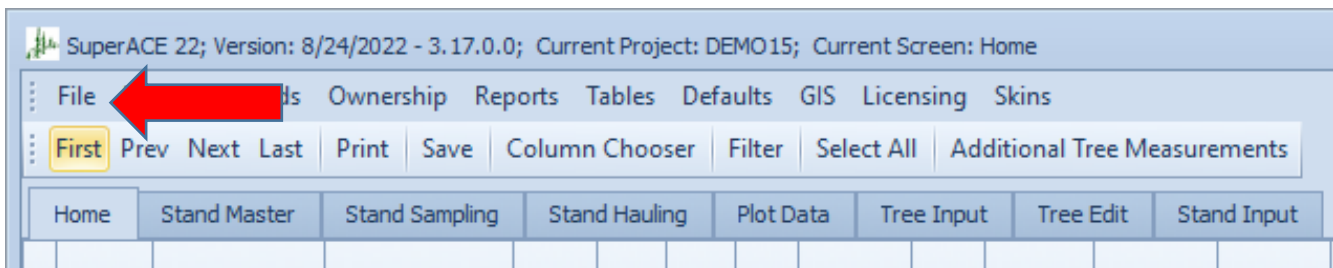 SuperACE 22; Version: 8/24/2022 - 3.17.0.0; Current Project: DEMO15; Current Screen: Home
File Ownership Reports Tables Defaults GIS Licensing Skins
First Prev Next Last Print Save Column Chooser Filter Select All Additional Tree Measurements
Home Stand Master Stand Sampling Stand Hauling Plot Data Tree Input Tree Edit Stand Input